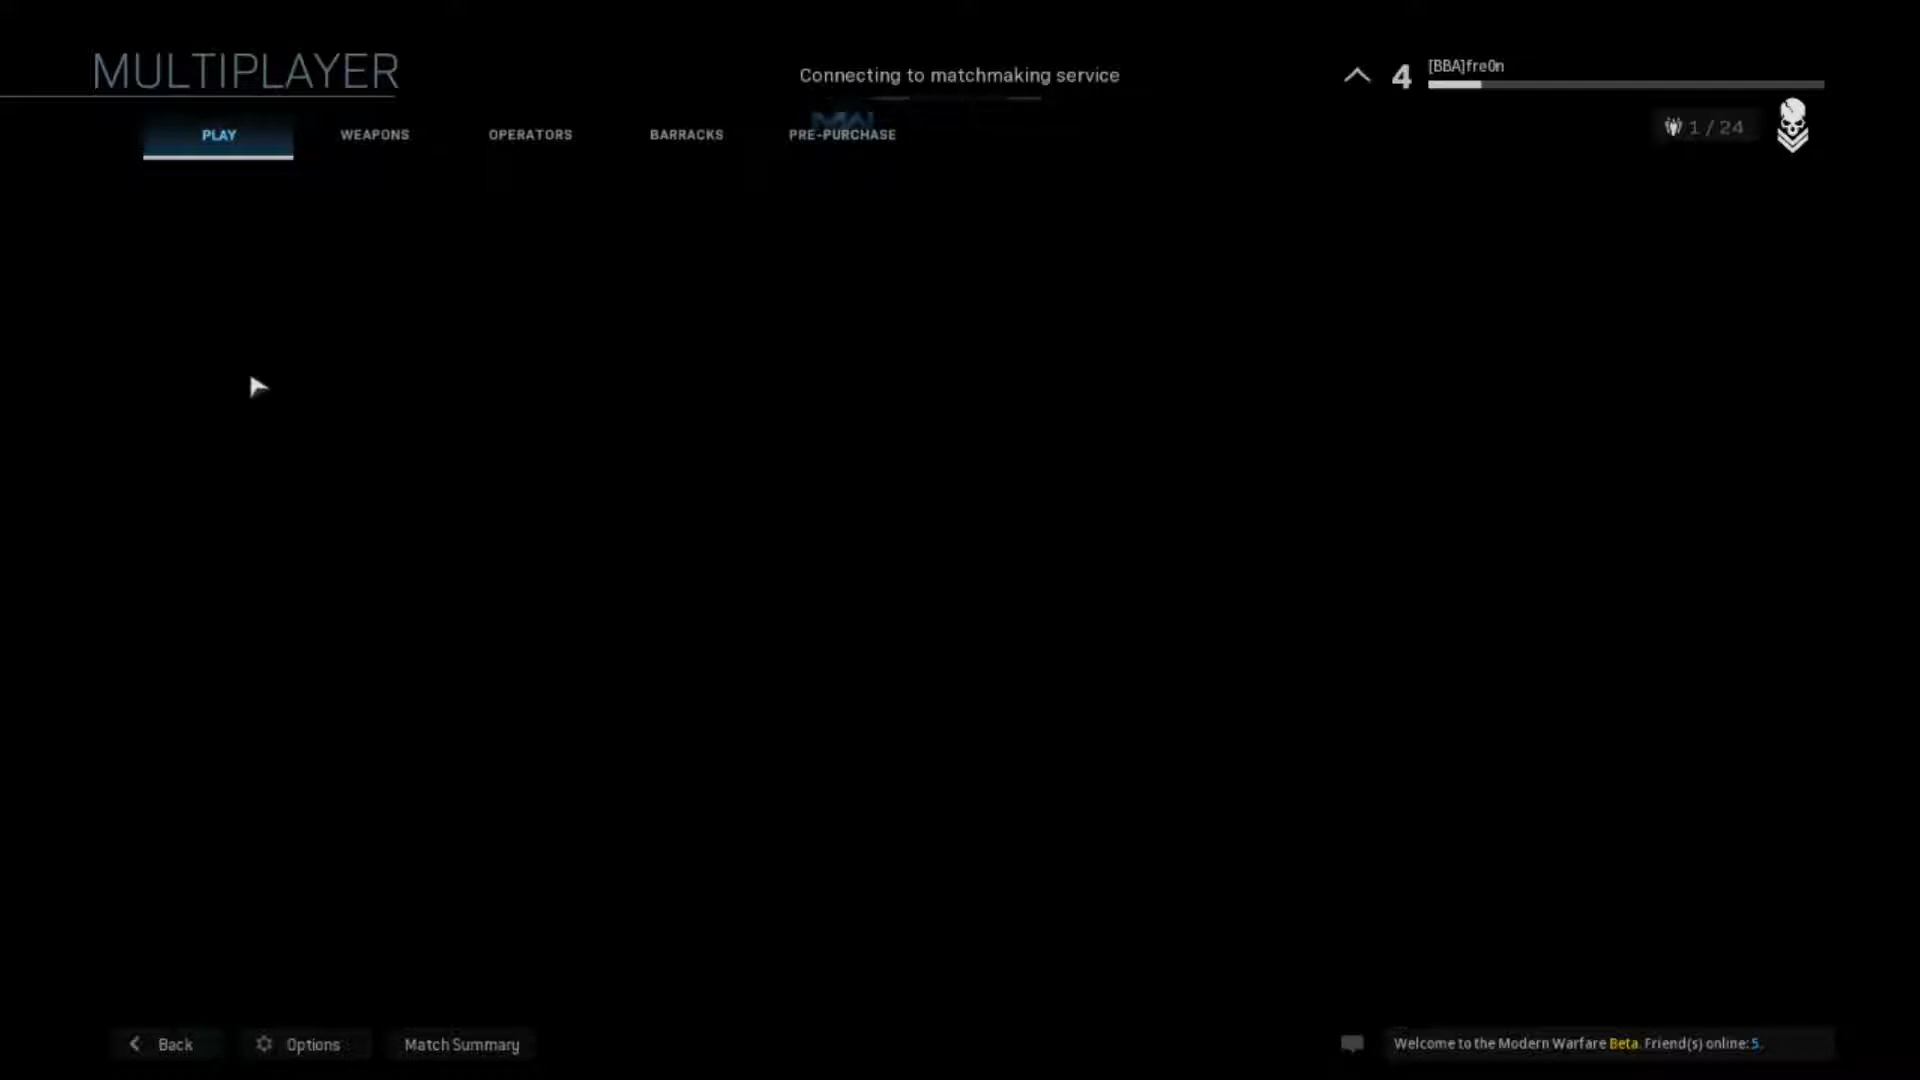 MULTIPLAYER
Connecting to matchmaking service
4
[BBA]fre0n
PLAY
WEAPONS
OPERATORS
BARRACKS
PRE-PURCHASE
MW
1 / 24
Back
Options
Match Summary
Welcome to the Modern Warfare Beta. Friend(s) online: 5.